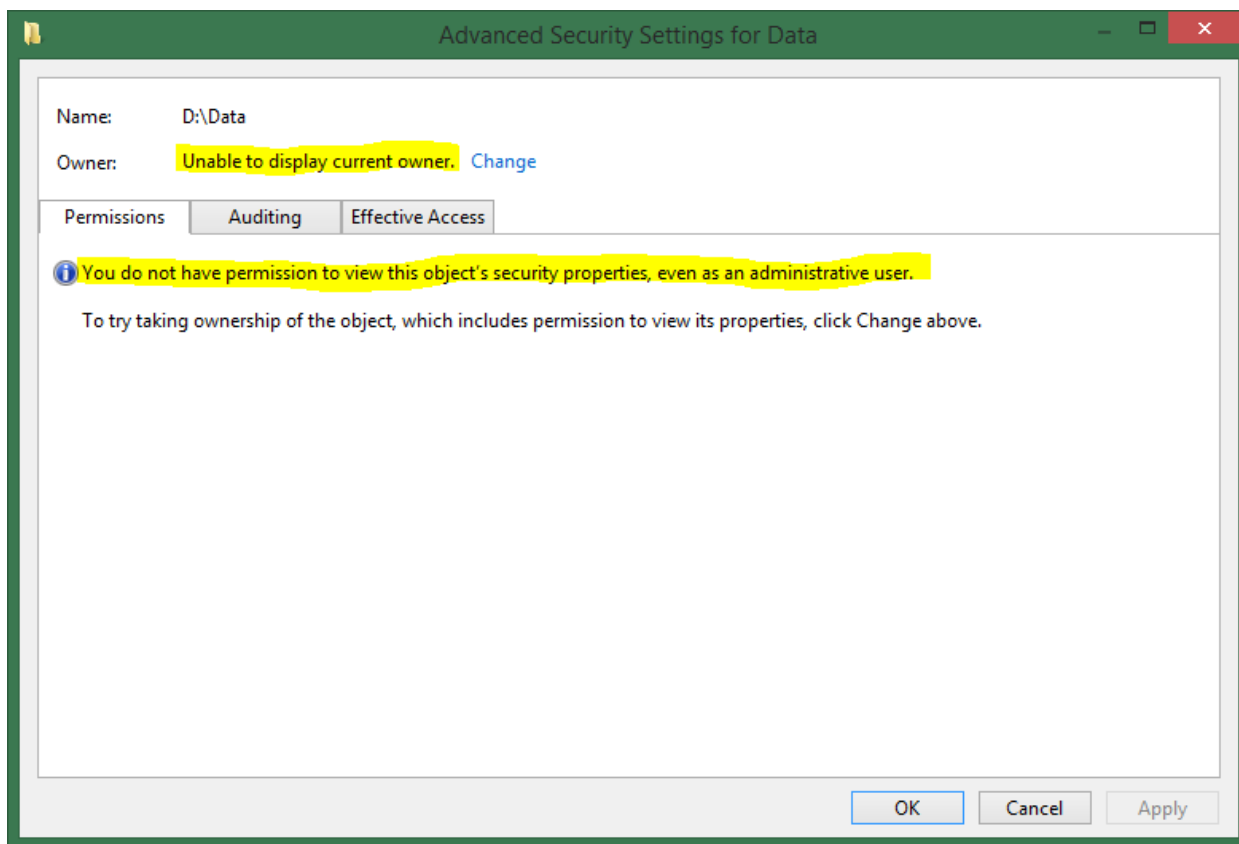 Advanced Security Settings for Data
Name: D:\Data
Owner: Unable to display current owner. Change
Permissions Auditing Effective Access
You do not have permission to view this object's security properties, even as an administrative user.
To try taking ownership of the object, which includes permission to view its properties, click Change above.
OK Cancel Apply